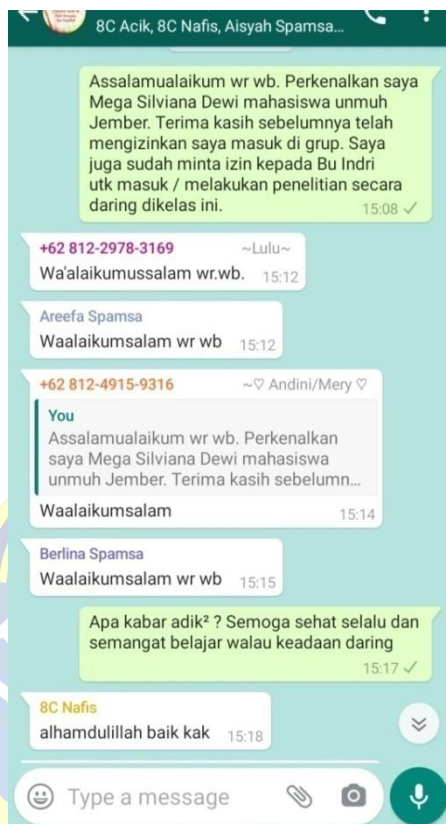 8C Acik, 8C Nafis, Aisyah Spamsa...
Assalamualaikum wr wb. Perkenalkan saya
Mega Silviana Dewi mahasiswa unmuh
Jember. Terima kasih sebelumnya telah
mengizinkan saya masuk di grup. Saya
juga sudah minta izin kepada Bu Indri
utk masuk / melakukan penelitian secara
daring dikelas ini. 15:08
+62 812-2978-3169 ~Lulu~
Wa'alaikumussalam wr.wb. 15:12
Areefa Spamsa
Waalaikumsalam wr wb 15:12
+62 812-4915-9316 ~♡ Andini/Mery ♡
You
Assalamualaikum wr wb. Perkenalkan
saya Mega Silviana Dewi mahasiswa
unmuh Jember. Terima kasih sebelumn...
Waalaikumsalam 15:14
Berlina Spamsa
Waalaikumsalam wr wb 15:15
Apa kabar adik² ? Semoga sehat selalu dan
semangat belajar walau keadaan daring
15:17
8C Nafis
alhamdulillah baik kak 15:18
Type a message